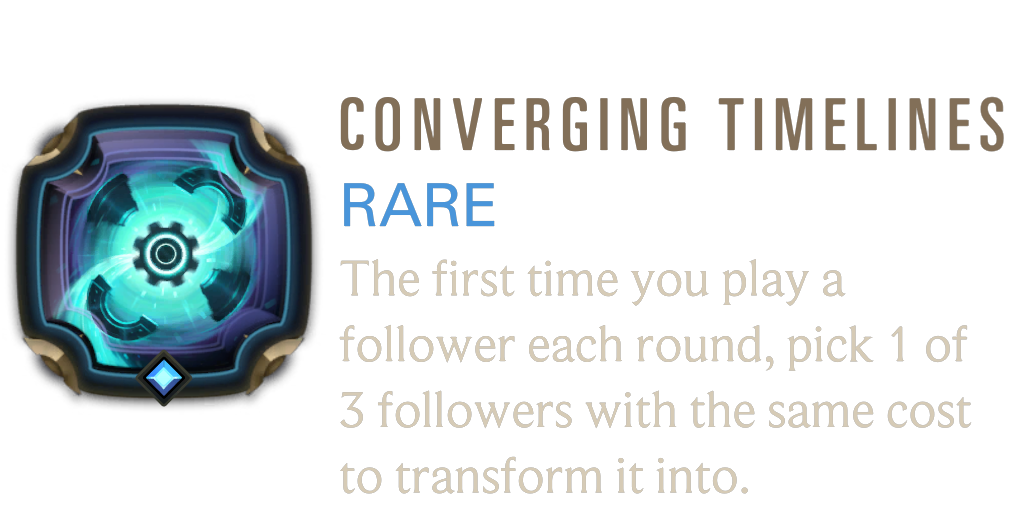 CONVERGING TIMELINES
RARE
The first time you play a
follower each round, pick 1 of
3 followers with the same cost
to transform it into.